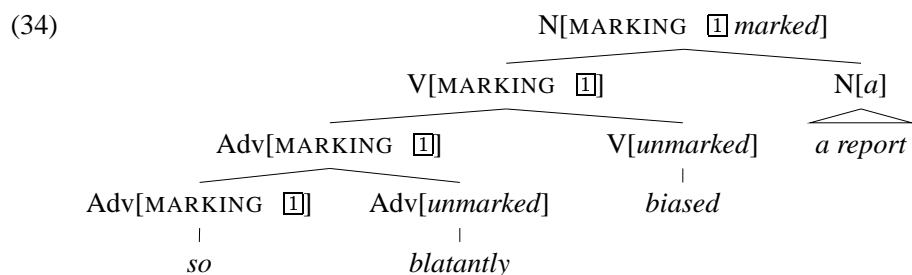 (34) N[MARKING 1 marked]
V[MARKING 1] N[a]
Adv[MARKING 1] V[unmarked] a report
Adv[MARKING 1] Adv[unmarked] biased
so blatantly